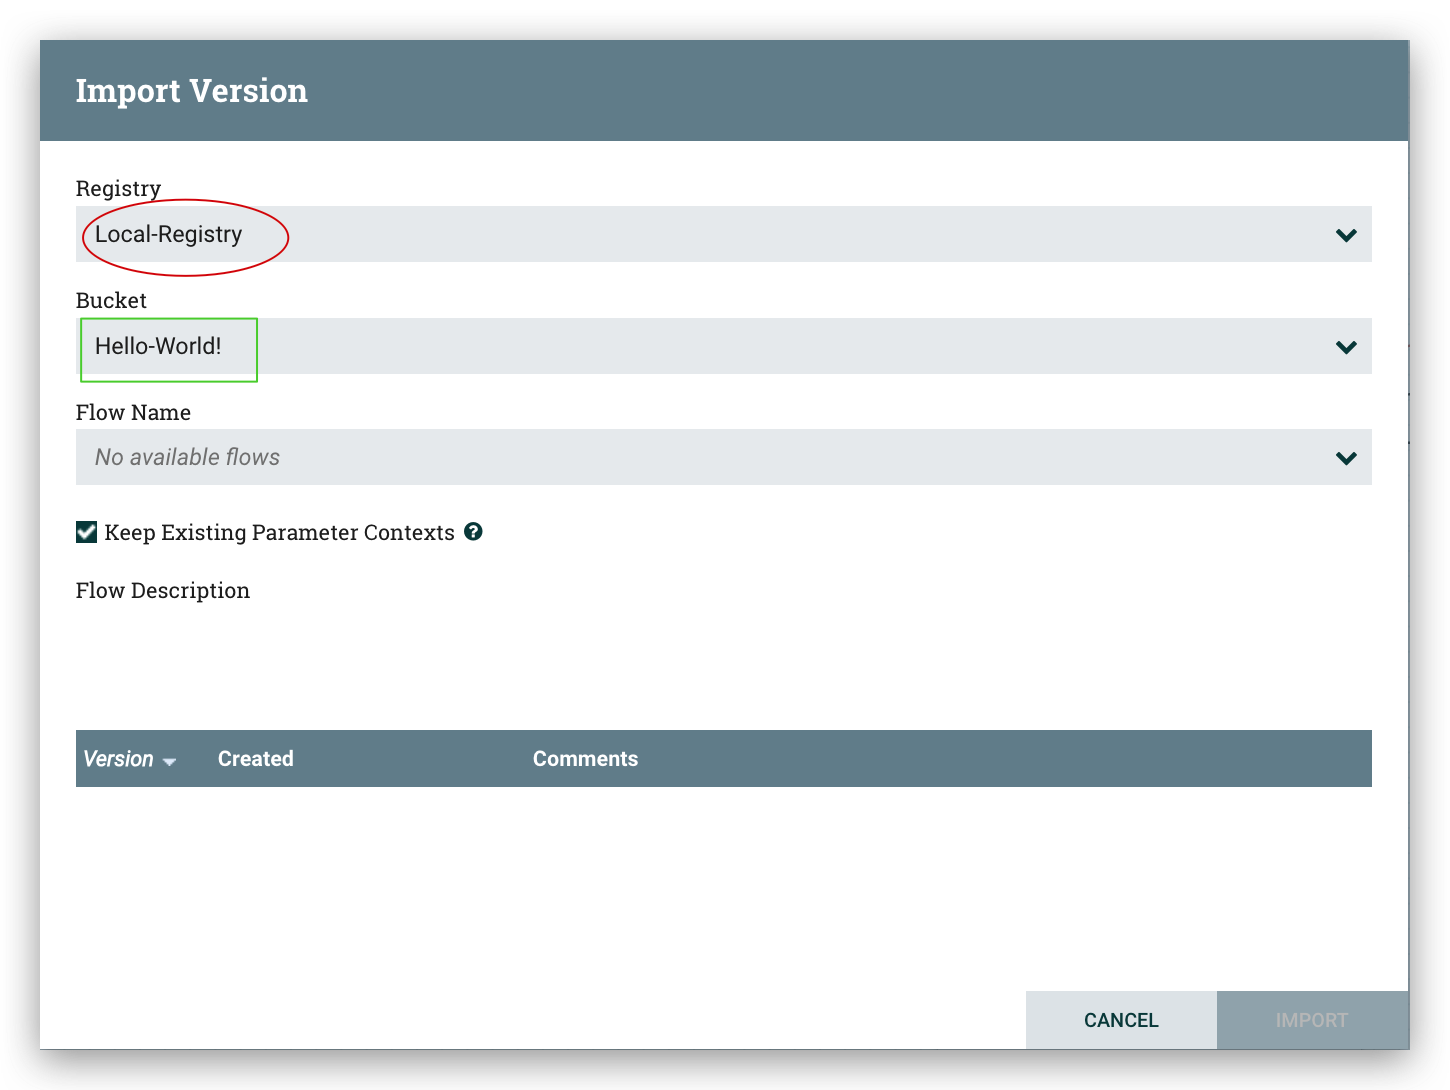 Import Version
Registry
Local-Registry
Bucket
Hello-World!
Flow Name
No available flows
Keep Existing Parameter Contexts ?
Flow Description
Version Created Comments
CANCEL IMPORT